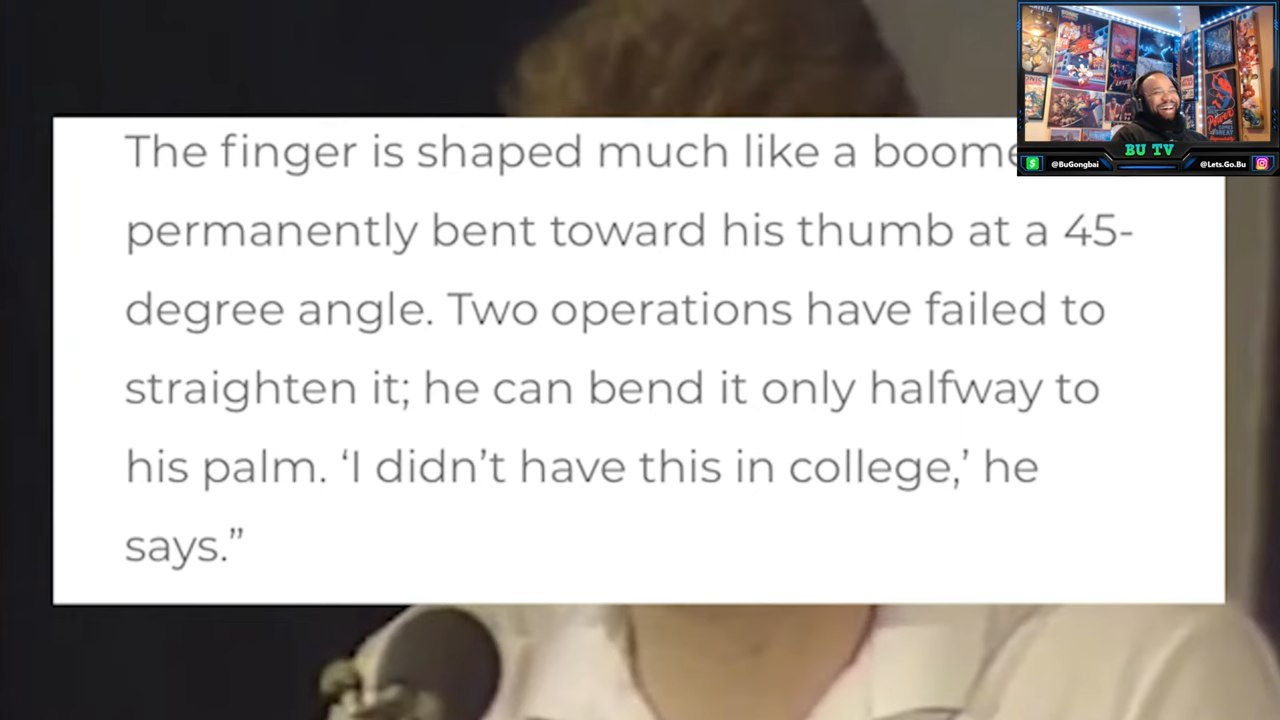 The finger is shaped much like a
permanently bent toward his thumb at a 45-
degree angle. Two operations have failed to
straighten it; he can bend it only halfway to
his palm. ‘I didn’t have this in college,’ he
says.”
BU TV
@BuGongbai
@Lets.Go.Bu